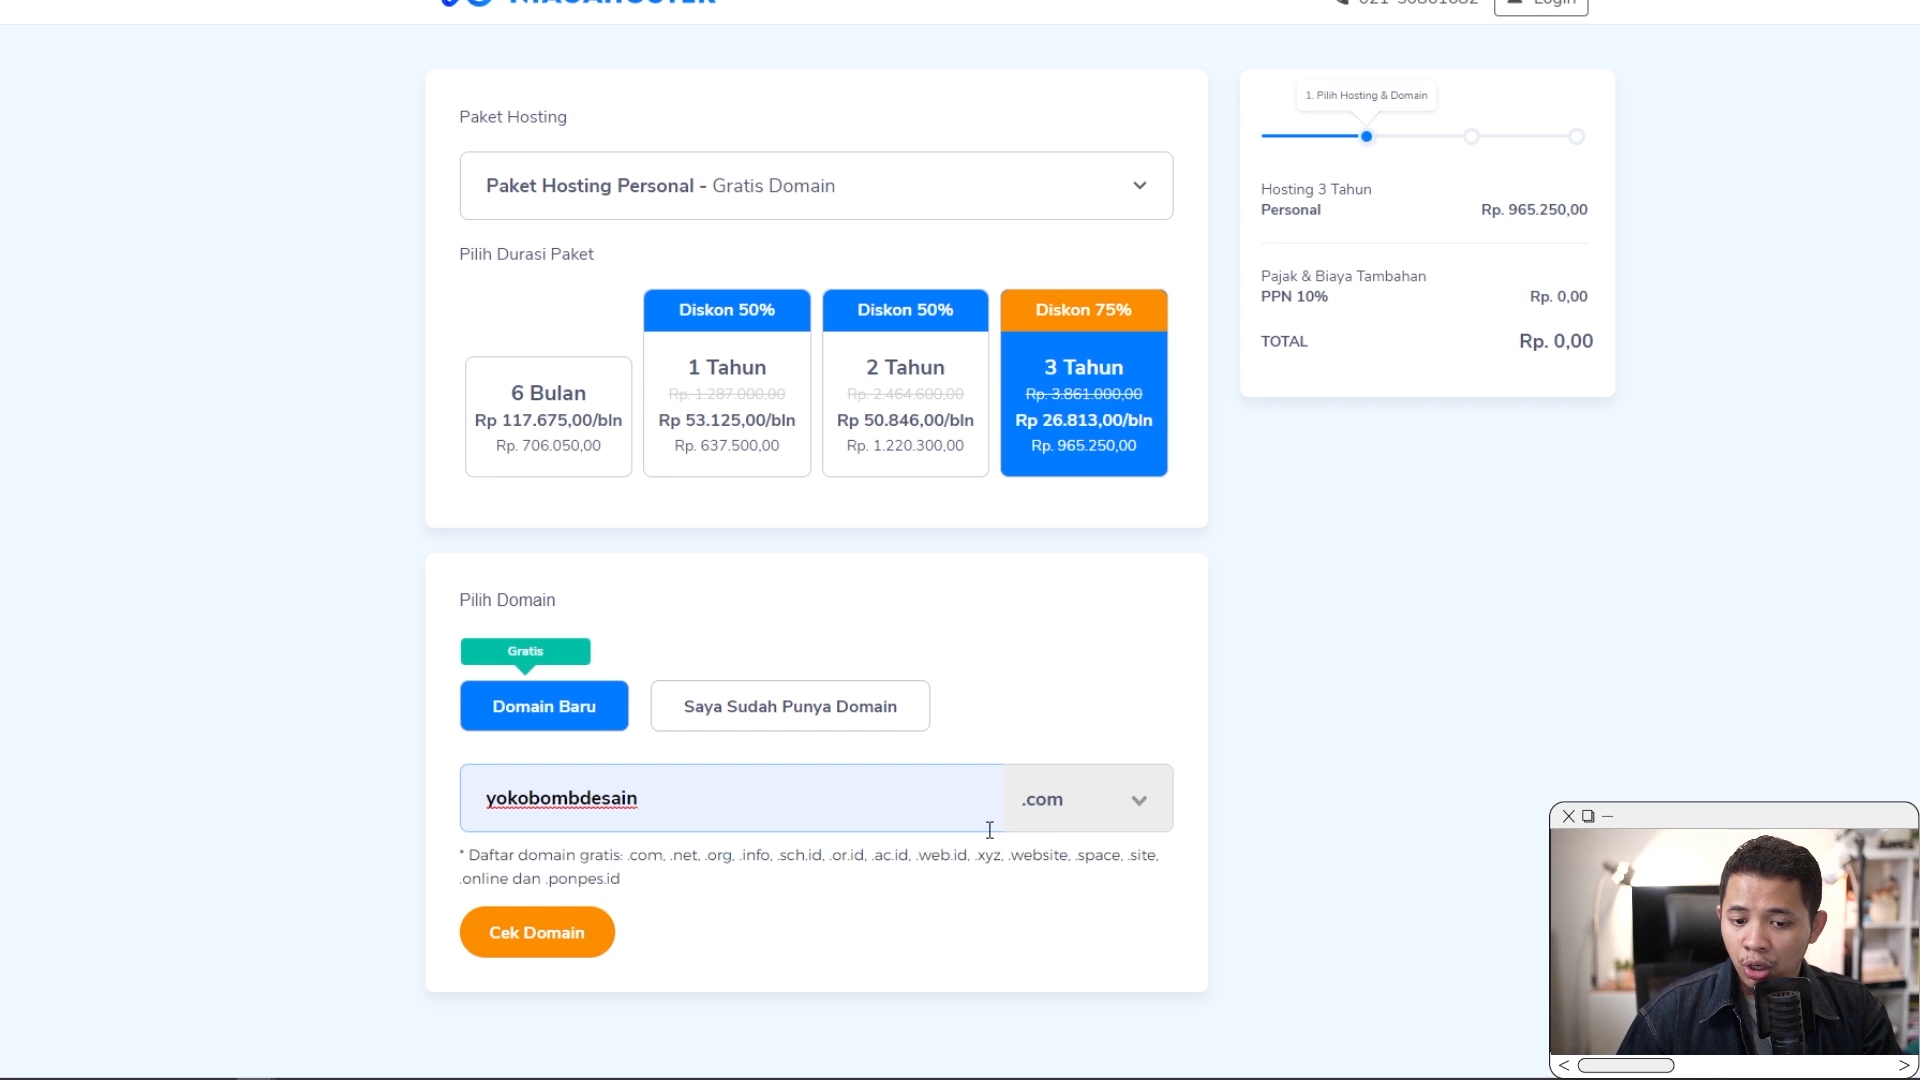 NIAGAHOSTER
Login
Paket Hosting
Paket Hosting Personal - Gratis Domain
Pilih Durasi Paket
6 Bulan
Rp 117.675,00/bln
Rp. 706.050,00
Diskon 50%
1 Tahun
Rp. 1.287.000,00
Rp 53.125,00/bln
Rp. 637.500,00
Diskon 50%
2 Tahun
Rp. 2.464.600,00
Rp 50.846,00/bln
Rp. 1.220.300,00
Diskon 75%
3 Tahun
Rp. 3.861.000,00
Rp 26.813,00/bln
Rp. 965.250,00
Pilih Domain
Gratis
Domain Baru
Saya Sudah Punya Domain
yokobombdesain
.com
* Daftar domain gratis: .com, .net, .org, .info, .sch.id, .or.id, .ac.id, .web.id, .xyz, .website, .space, .site,
.online dan .ponpes.id
Cek Domain
1. Pilih Hosting & Domain
Hosting 3 Tahun
Personal Rp. 965.250,00
Pajak & Biaya Tambahan
PPN 10% Rp. 0,00
TOTAL Rp. 0,00